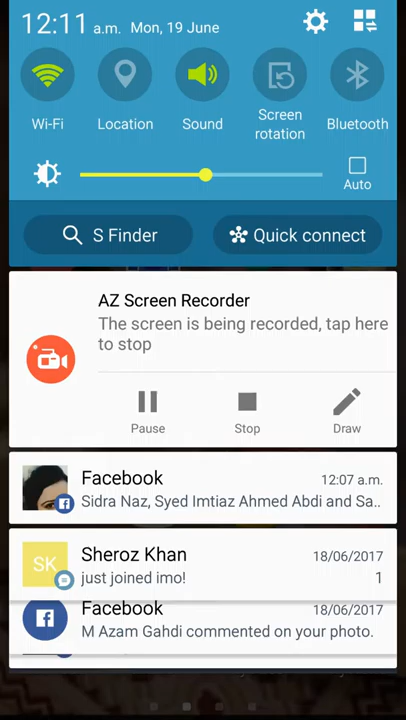 12:11 a.m. Mon, 19 June
Wi-Fi
Location
Sound
Screen rotation
Bluetooth
Auto
S Finder
Quick connect
AZ Screen Recorder
The screen is being recorded, tap here
to stop
Pause
Stop
Draw
Facebook 12:07 a.m.
Sidra Naz, Syed Imtiaz Ahmed Abdi and Sa..
SK
Sheroz Khan 18/06/2017
just joined imo! 1
Facebook 18/06/2017
M Azam Gahdi commented on your photo.